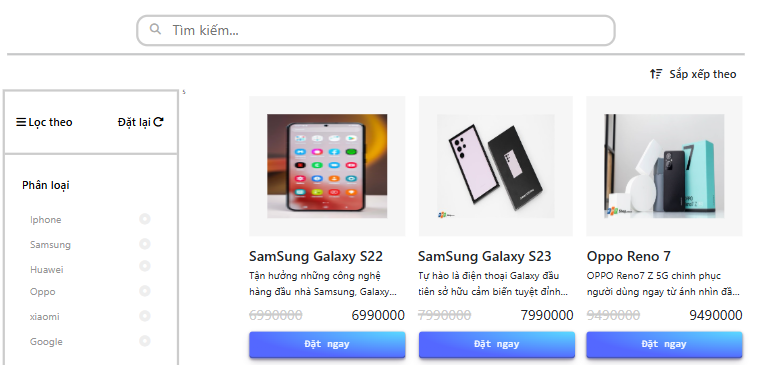 Tìm kiếm...
Sắp xếp theo
Lọc theo
Đặt lại
5
Phân loại
Iphone
Samsung
Huawei
Oppo
xiaomi
Google
SamSung Galaxy S22
Tận hưởng những công nghệ
hàng đầu nhà Samsung, Galaxy...
6990000 6990000
Đặt ngay
SamSung Galaxy S23
Tự hào là điện thoại Galaxy đầu
tiên sở hữu cảm biến tuyệt đỉnh...
7990000 7990000
Đặt ngay
Oppo Reno 7
OPPO Reno7 Z 5G chinh phục
người dùng ngay từ ánh nhìn đầ...
9490000 9490000
Đặt ngay